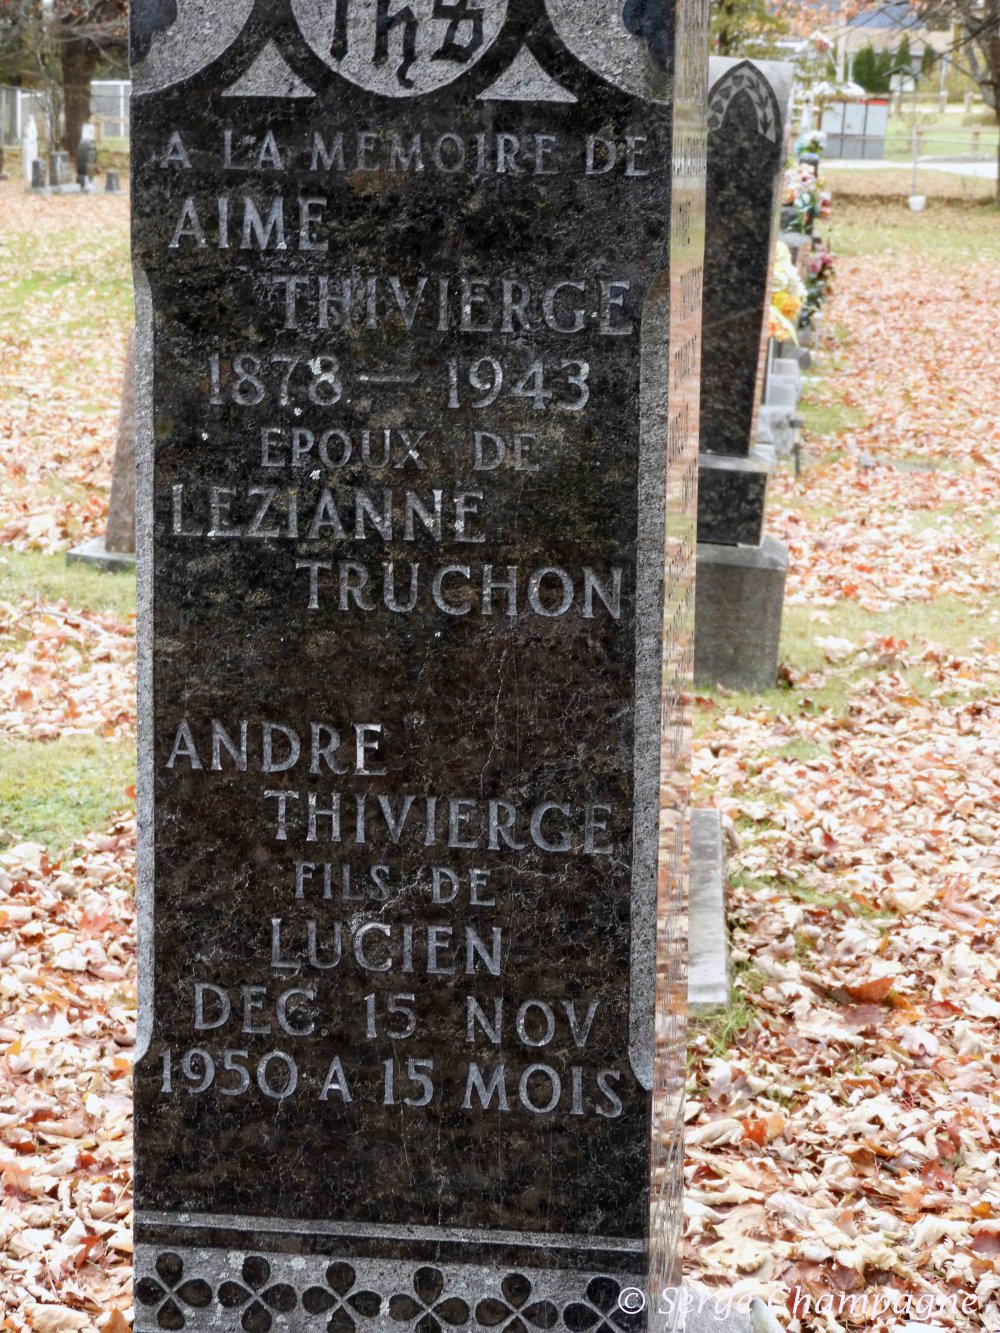 IhS
A LA MEMOIRE DE
AIME
THIVIERGE
1878 — 1943
EPOUX DE
LEZIANNE
TRUCHON
ANDRE
THIVIERGE
FILS DE
LUCIEN
DEC. 15 NOV
1950 A 15 MOIS
© Serge Champagne